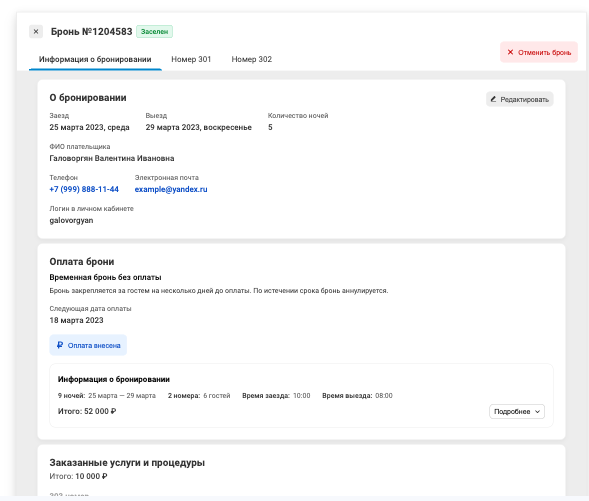 Бронь №1204583 Заселен
Отменить бронь
Информация о бронировании Номер 301 Номер 302
О бронировании
Редактировать
Заезд Выезд Количество ночей
25 марта 2023, среда 29 марта 2023, воскресенье 5
ФИО плательщика
Галоворгян Валентина Ивановна
Телефон Электронная почта
+7 (999) 888-11-44 example@yandex.ru
Логин в личном кабинете
galovorgyan
Оплата брони
Временная бронь без оплаты
Бронь закрепляется за гостем на несколько дней до оплаты. По истечении срока бронь аннулируется.
Следующая дата оплаты
18 марта 2023
₽ Оплата внесена
Информация о бронировании
9 ночей: 25 марта — 29 марта 2 номера: 6 гостей Время заезда: 10:00 Время выезда: 08:00
Итого: 52 000 ₽ Подробнее
Заказанные услуги и процедуры
Итого: 10 000 ₽